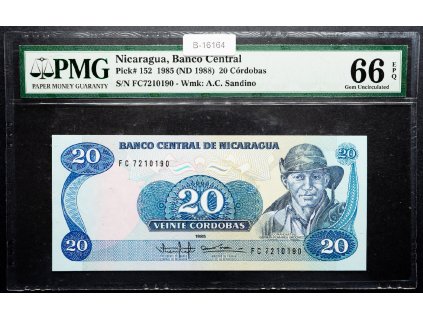 B-16164
PMG
PAPER MONEY GUARANTY
Nicaragua, Banco Central
Pick# 152 1985 (ND 1988) 20 Córdobas
S/N FC7210190 - Wmk: A.C. Sandino
66 EPQ
Gem Uncirculated
BANCO CENTRAL DE NICARAGUA
20
FC 7210190
20
20
VEINTE CORDOBAS
1985
FC 7210190
20
20